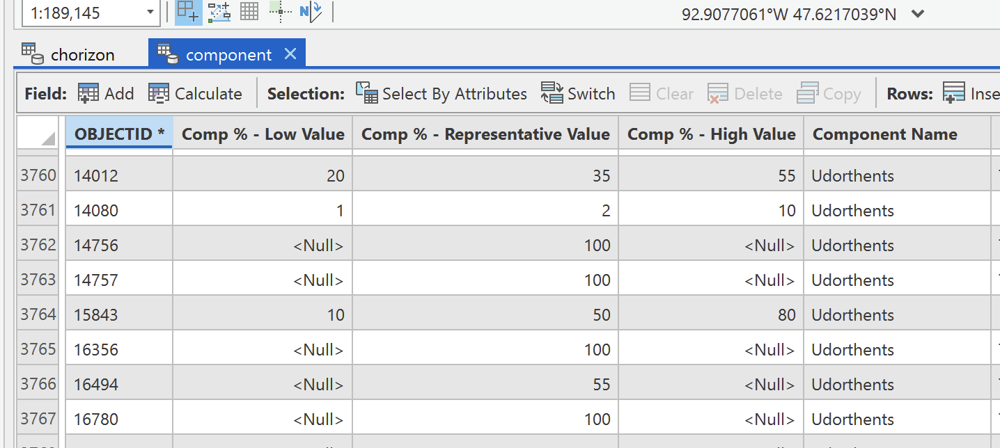 1:189,145 92.9077061°W 47.6217039°N
chorizon component
Field: Add Calculate Selection: Select By Attributes Switch Clear Delete Copy Rows:
OBJECTID * Comp % - Low Value Comp % - Representative Value Comp % - High Value Component Name
3760 14012 20 35 55 Udorthents
3761 14080 1 2 10 Udorthents
3762 14756 <Null> 100 <Null> Udorthents
3763 14757 <Null> 100 <Null> Udorthents
3764 15843 10 50 80 Udorthents
3765 16356 <Null> 100 <Null> Udorthents
3766 16494 <Null> 55 <Null> Udorthents
3767 16780 <Null> 100 <Null> Udorthents